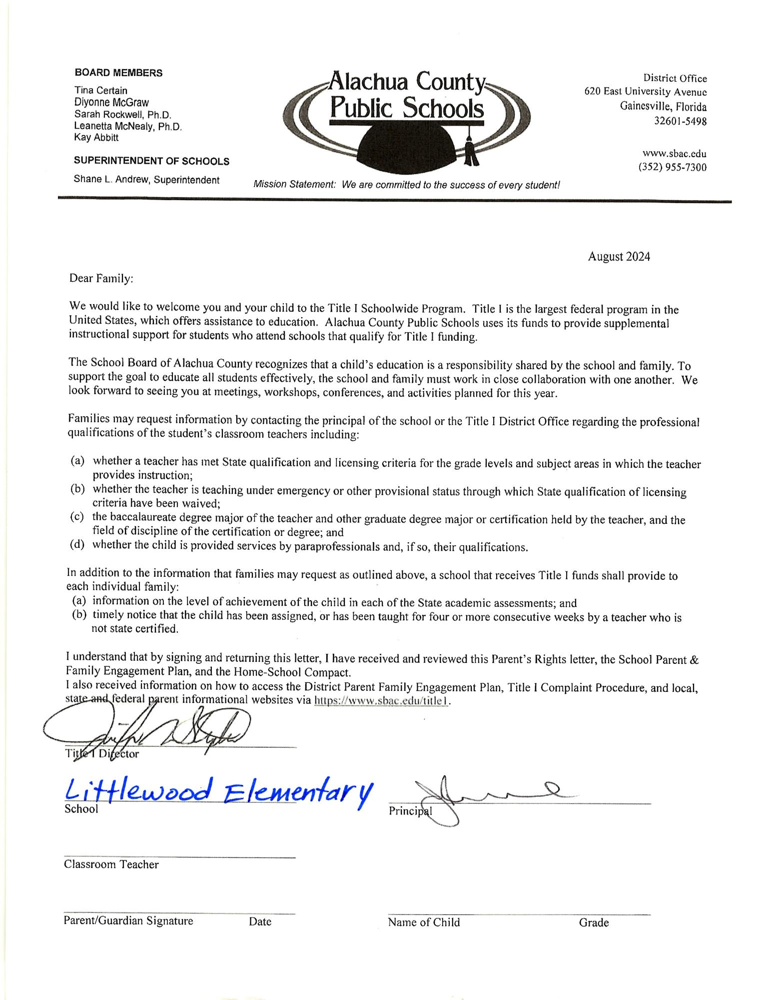 BOARD MEMBERS
Tina Certain
Diyonne McGraw
Sarah Rockwell, Ph.D.
Leanetta McNealy, Ph.D.
Kay Abbitt
SUPERINTENDENT OF SCHOOLS
Shane L. Andrew, Superintendent
Alachua County
Public Schools
Mission Statement: We are committed to the success of every student!
District Office
620 East University Avenue
Gainesville, Florida
32601-5498
www.sbac.edu
(352) 955-7300
August 2024
Dear Family:
We would like to welcome you and your child to the Title I Schoolwide Program. Title I is the largest federal program in the
United States, which offers assistance to education. Alachua County Public Schools uses its funds to provide supplemental
instructional support for students who attend schools that qualify for Title I funding.
The School Board of Alachua County recognizes that a child's education is a responsibility shared by the school and family. To
support the goal to educate all students effectively, the school and family must work in close collaboration with one another. We
look forward to seeing you at meetings, workshops, conferences, and activities planned for this year.
Families may request information by contacting the principal of the school or the Title I District Office regarding the professional
qualifications of the student's classroom teachers including:
(a) whether a teacher has met State qualification and licensing criteria for the grade levels and subject areas in which the teacher
provides instruction;
(b) whether the teacher is teaching under emergency or other provisional status through which State qualification of licensing
criteria have been waived;
(c) the baccalaureate degree major of the teacher and other graduate degree major or certification held by the teacher, and the
field of discipline of the certification or degree; and
(d) whether the child is provided services by paraprofessionals and, if so, their qualifications.
In addition to the information that families may request as outlined above, a school that receives Title I funds shall provide to
each individual family:
(a) information on the level of achievement of the child in each of the State academic assessments; and
(b) timely notice that the child has been assigned, or has been taught for four or more consecutive weeks by a teacher who is
not state certified.
I understand that by signing and returning this letter, I have received and reviewed this Parent's Rights letter, the School Parent &
Family Engagement Plan, and the Home-School Compact.
I also received information on how to access the District Parent Family Engagement Plan, Title I Complaint Procedure, and local,
state and federal parent informational websites via https://www.sbac.edu/title1.
Title I Director
Littlewood Elementary
School
Principal
Classroom Teacher
Parent/Guardian Signature Date
Name of Child Grade